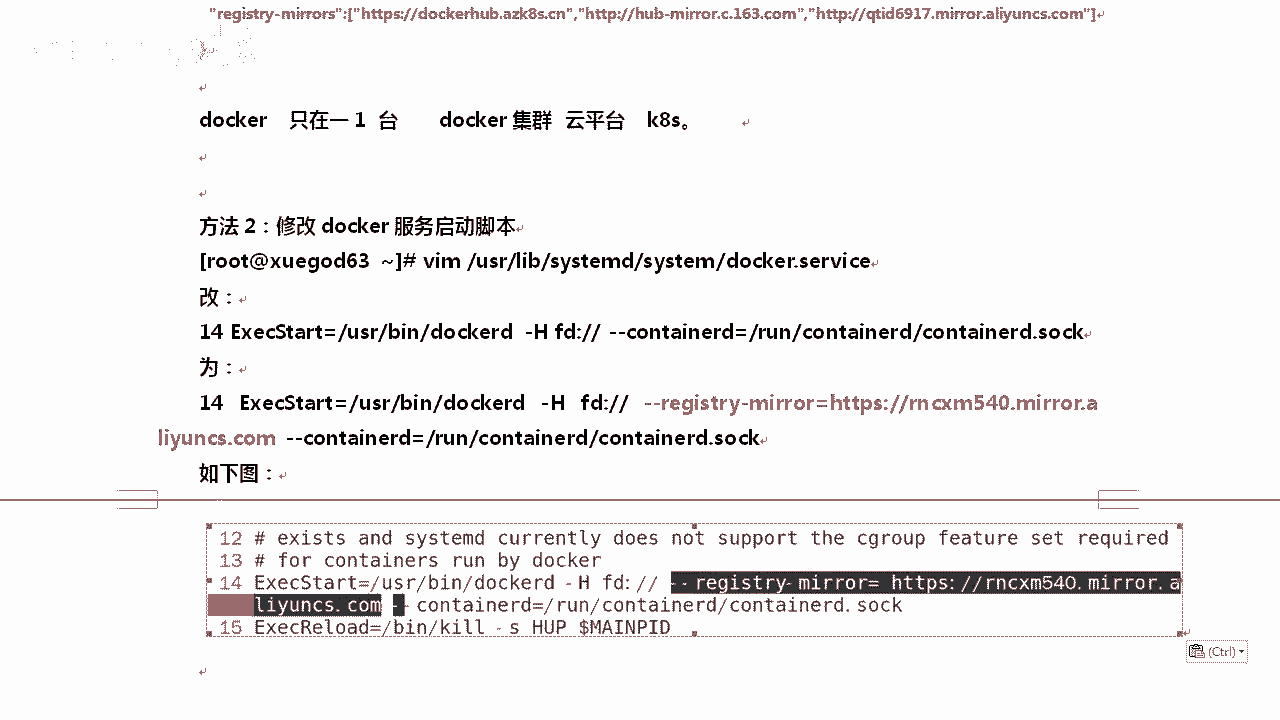 "registry-mirrors":["https://dockerhub.azk8s.cn","http://hub-mirror.c.163.com","http://qtid6917.mirror.aliyuncs.com"]
docker 只在一 1 台 docker 集群 云平台 k8s。
方法 2：修改 docker 服务启动脚本
[root@xuegod63 ~]# vim /usr/lib/systemd/system/docker.service
改：
14 ExecStart=/usr/bin/dockerd -H fd:// --containerd=/run/containerd/containerd.sock
为：
14 ExecStart=/usr/bin/dockerd -H fd:// --registry-mirror=https://rncxm540.mirror.a
liyuncs.com --containerd=/run/containerd/containerd.sock
如下图：
12 # exists and systemd currently does not support the cgroup feature set required
13 # for containers run by docker
14 ExecStart=/usr/bin/dockerd -H fd:// --registry-mirror= https://rncxm540.mirror.a
liyuncs.com --containerd=/run/containerd/containerd.sock
15 ExecReload=/bin/kill -s HUP $MAINPID
(Ctrl)